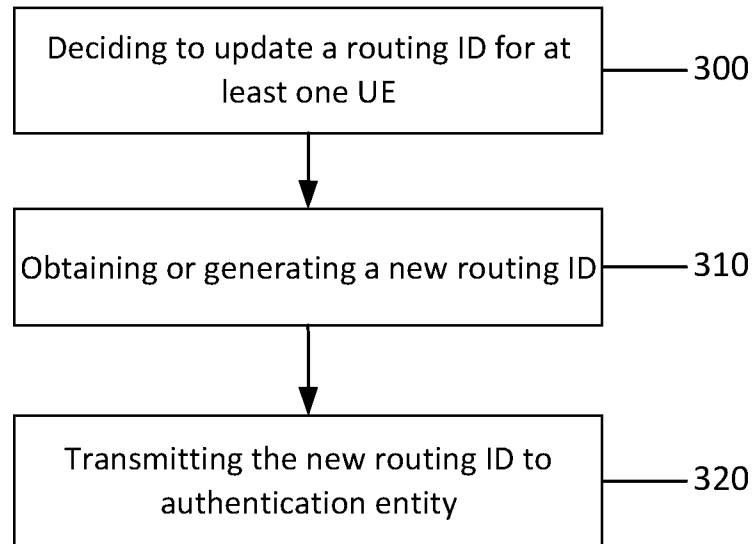 Deciding to update a routing ID for at
least one UE
300
Obtaining or generating a new routing ID
310
Transmitting the new routing ID to
authentication entity
320